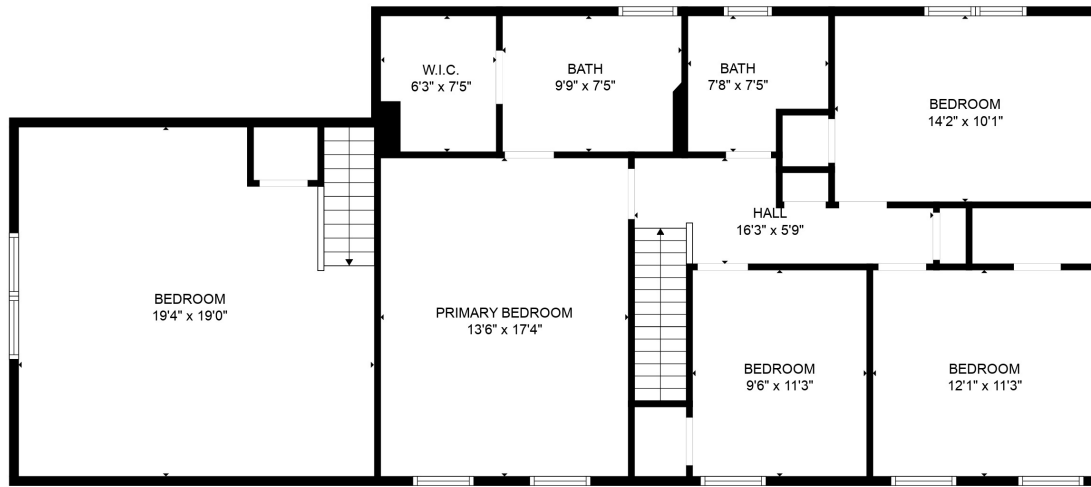 W.I.C.
6'3" x 7'5"
BATH
9'9" x 7'5"
BATH
7'8" x 7'5"
BEDROOM
14'2" x 10'1"
HALL
16'3" x 5'9"
BEDROOM
19'4" x 19'0"
PRIMARY BEDROOM
13'6" x 17'4"
BEDROOM
9'6" x 11'3"
BEDROOM
12'1" x 11'3"